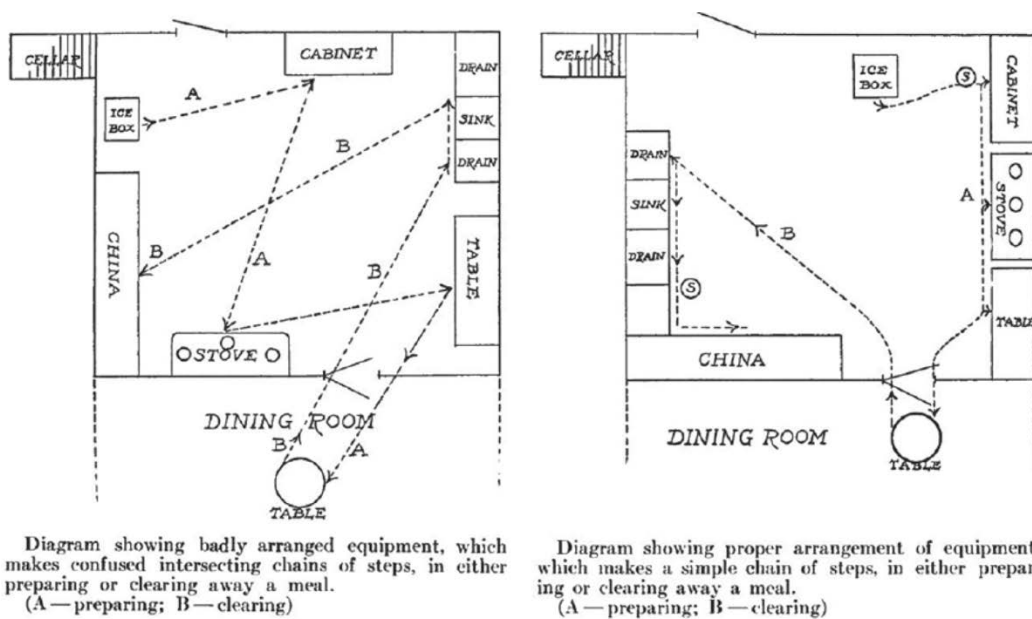 CELLAR
CABINET
DRAIN
A
ICE
BOX
SINK
B
DRAIN
CHINA
B
A
B
TABLE
STOVE
DINING ROOM
B
A
TABLE
Diagram showing badly arranged equipment, which
makes confused intersecting chains of steps, in either
preparing or clearing away a meal.
(A—preparing; B—clearing)
CELLAR
ICE
BOX
S
CABINET
DRAIN
SINK
A
STOVE
B
DRAIN
S
TABLE
CHINA
DINING ROOM
TABLE
Diagram showing proper arrangement of equipment
which makes a simple chain of steps, in either prepar
ing or clearing away a meal.
(A—preparing; B—clearing)